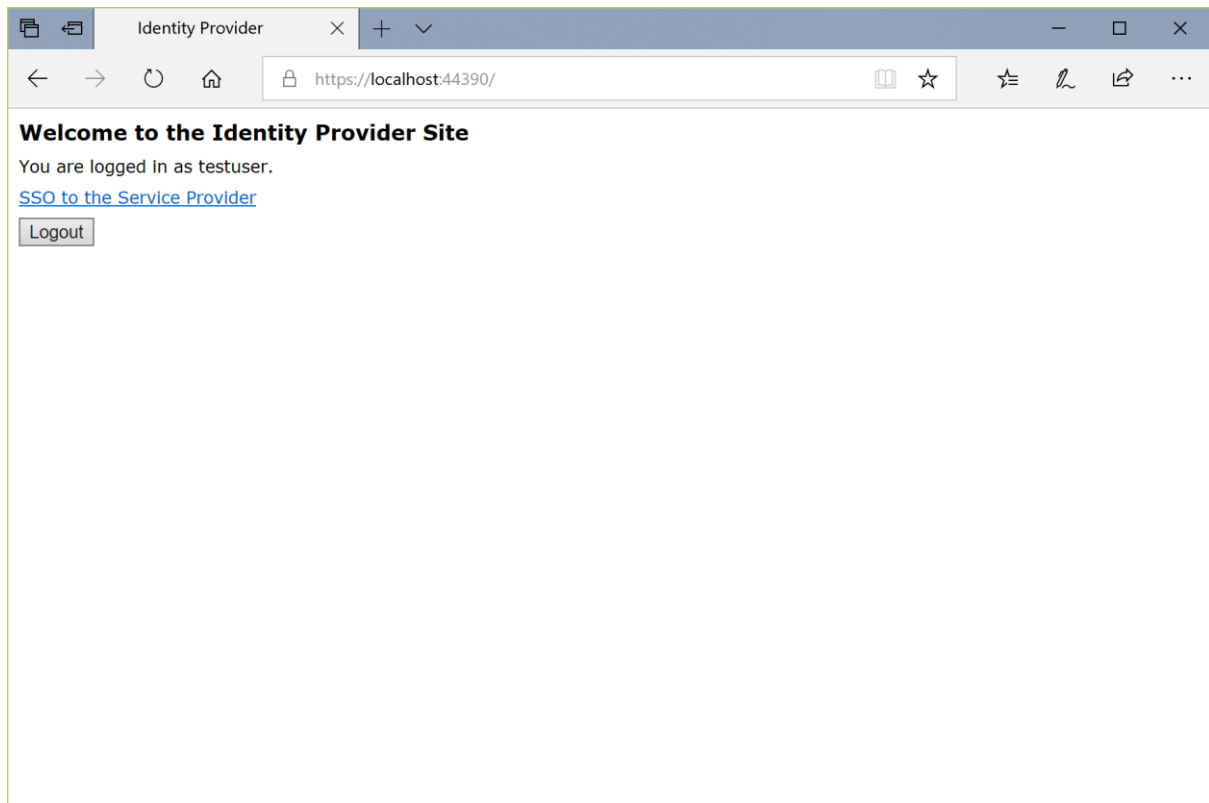 Identity Provider
https://localhost:44390/
Welcome to the Identity Provider Site
You are logged in as testuser.
SSO to the Service Provider
Logout